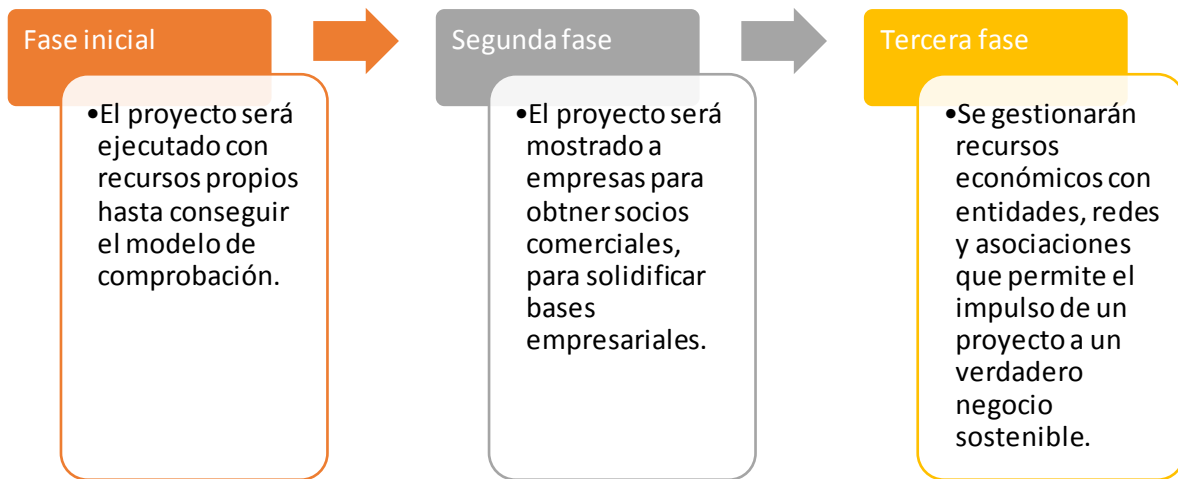 Fase inicial
•El proyecto será
ejecutado con
recursos propios
hasta conseguir
el modelo de
comprobación.
Segunda fase
•El proyecto será
mostrado a
empresas para
obtner socios
comerciales,
para solidificar
bases
empresariales.
Tercera fase
•Se gestionarán
recursos
económicos con
entidades, redes
y asociaciones
que permite el
impulso de un
proyecto a un
verdadero
negocio
sostenible.